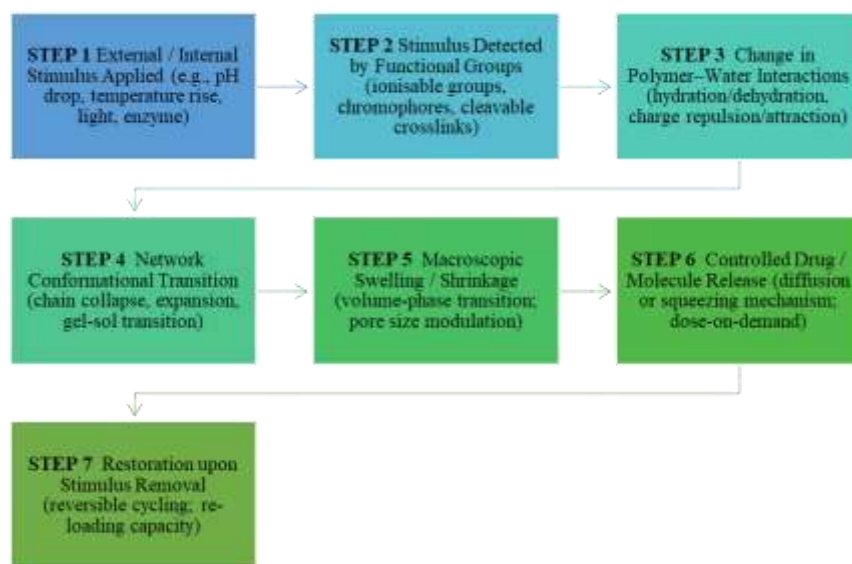 STEP 1 External / Internal
Stimulus Applied (e.g., pH
drop, temperature rise,
light, enzyme)
STEP 2 Stimulus Detected
by Functional Groups
(ionisable groups,
chromophores, cleavable
crosslinks)
STEP 3 Change in
Polymer–Water Interactions
(hydration/dehydration,
charge repulsion/attraction)
STEP 4 Network
Conformational Transition
(chain collapse, expansion,
gel-sol transition)
STEP 5 Macroscopic
Swelling / Shrinkage
(volume-phase transition;
pore size modulation)
STEP 6 Controlled Drug /
Molecule Release (diffusion
or squeezing mechanism;
dose-on-demand)
STEP 7 Restoration upon
Stimulus Removal
(reversible cycling; re-
loading capacity)